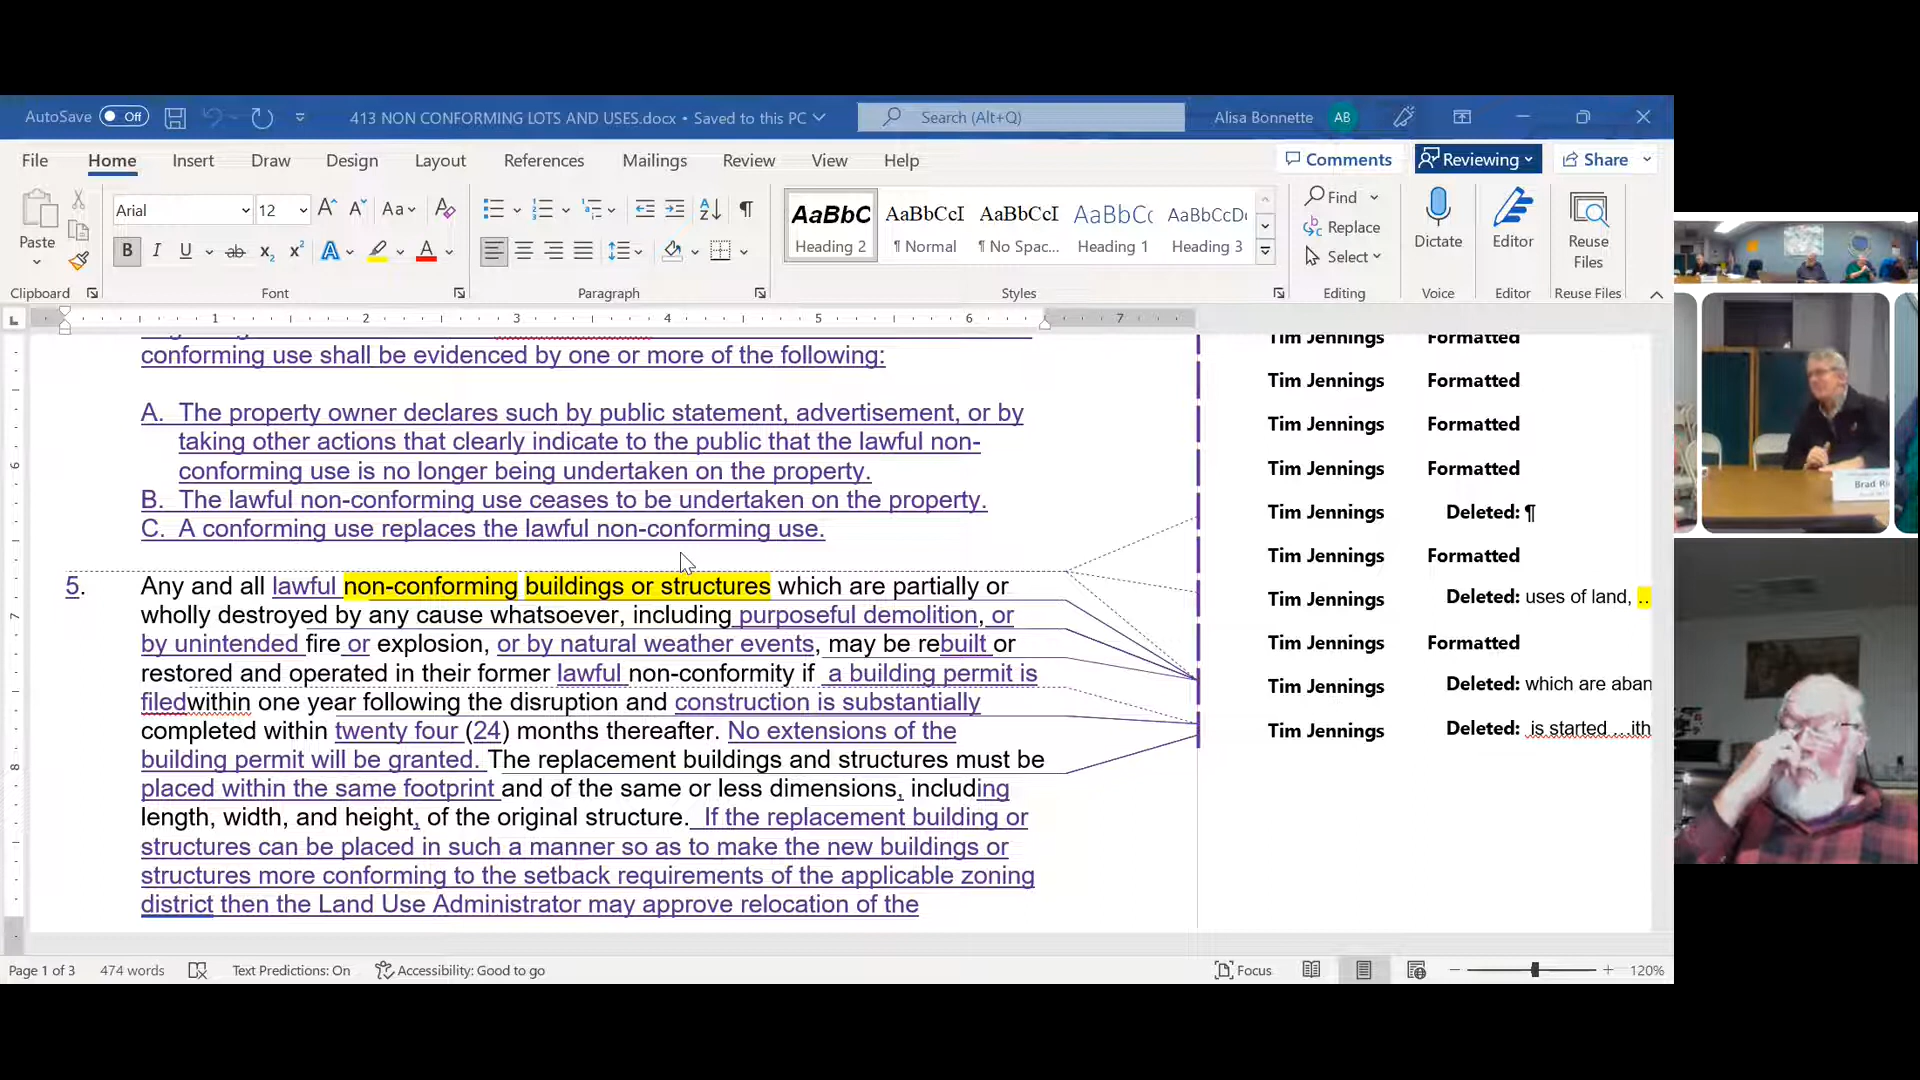 AutoSave Off 413 NON CONFORMING LOTS AND USES.docx • Saved to this PC Search (Alt+Q) Alisa Bonnette AB
File Home Insert Draw Design Layout References Mailings Review View Help Comments Reviewing Share
Arial 12 Aa AaBbC AaBbCcI AaBbCcI AaBbCc AaBbCcD Find
Replace
Paste Heading 2 ¶ Normal ¶ No Spac... Heading 1 Heading 3 Dictate Editor Reuse
B I U ab x₂ x² A A Select Files
Clipboard Font Paragraph Styles Editing Voice Editor Reuse Files
1 2 3 4 5 6 7
conforming use shall be evidenced by one or more of the following:
A. The property owner declares such by public statement, advertisement, or by
taking other actions that clearly indicate to the public that the lawful non-
conforming use is no longer being undertaken on the property.
B. The lawful non-conforming use ceases to be undertaken on the property.
C. A conforming use replaces the lawful non-conforming use.
5. Any and all lawful non-conforming buildings or structures which are partially or
wholly destroyed by any cause whatsoever, including purposeful demolition, or
by unintended fire or explosion, or by natural weather events, may be rebuilt or
restored and operated in their former lawful non-conformity if  a building permit is
filedwithin one year following the disruption and construction is substantially
completed within twenty four (24) months thereafter. No extensions of the
building permit will be granted. The replacement buildings and structures must be
placed within the same footprint and of the same or less dimensions, including
length, width, and height, of the original structure.  If the replacement building or
structures can be placed in such a manner so as to make the new buildings or
structures more conforming to the setback requirements of the applicable zoning
district then the Land Use Administrator may approve relocation of the
6
7
8
Tim Jennings Formatted
Tim Jennings Formatted
Tim Jennings Formatted
Tim Jennings Formatted
Tim Jennings Deleted: ¶
Tim Jennings Formatted
Tim Jennings Deleted: uses of land, ..
Tim Jennings Formatted
Tim Jennings Deleted: which are aban
Tim Jennings Deleted: is started ...ith
Brad
Page 1 of 3 474 words Text Predictions: On Accessibility: Good to go Focus 120%